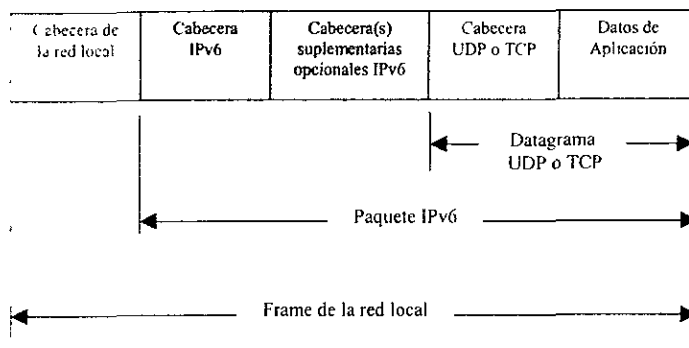 Cabecera de
la red local
Cabecera
IPv6
Cabecera(s)
suplementarias
opcionales IPv6
Cabecera
UDP o TCP
Datos de
Aplicación
Datagrama
UDP o TCP
Paquete IPv6
Frame de la red local